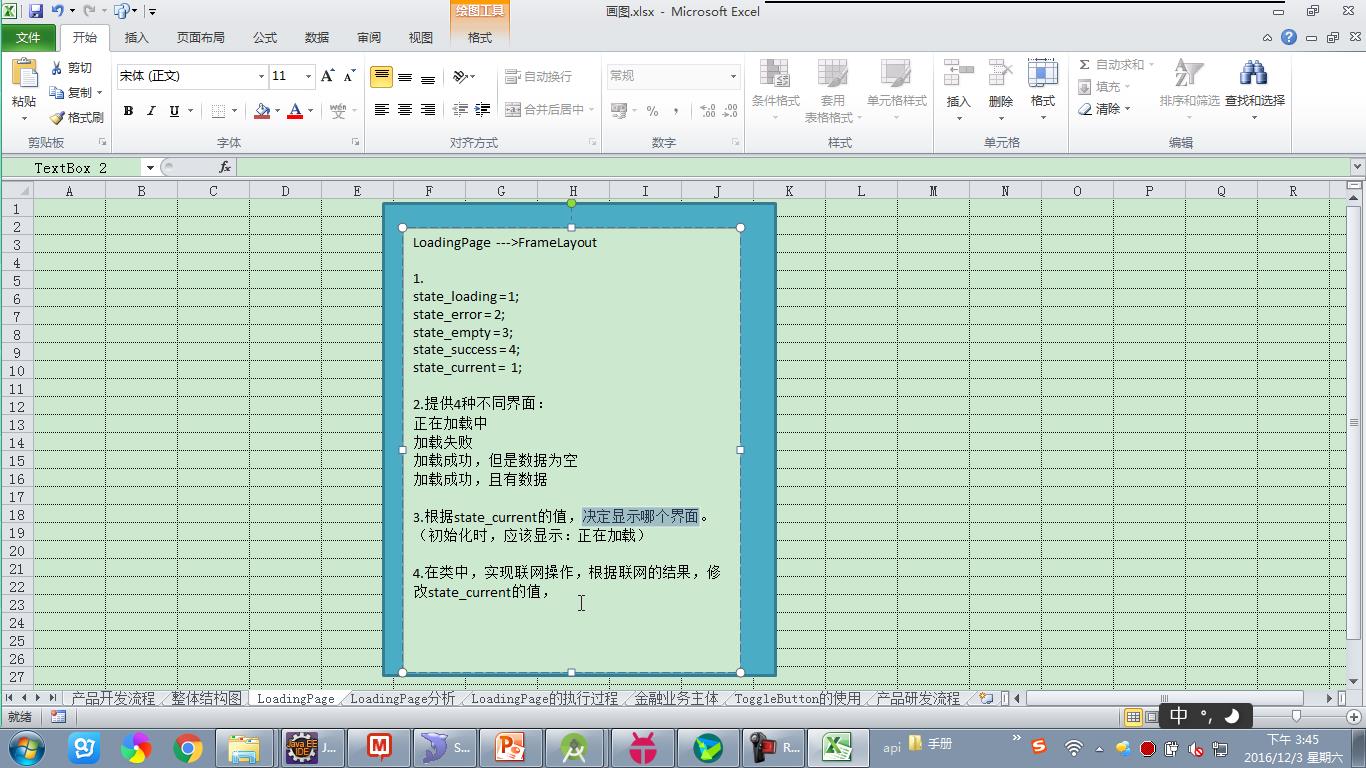 绘图工具
画图.xlsx - Microsoft Excel
文件 开始 插入 页面布局 公式 数据 审阅 视图 格式
粘贴
剪切
复制
格式刷
剪贴板
宋体 (正文) 11
B I U
字体
自动换行
合并后居中
对齐方式
常规
数字
条件格式
套用
表格格式
单元格样式
样式
插入 删除 格式
单元格
Σ 自动求和
填充
清除
排序和筛选 查找和选择
编辑
TextBox 2
fx
A B C D E F G H I J K L M N O P Q R
1
2
3
4
5
6
7
8
9
10
11
12
13
14
15
16
17
18
19
20
21
22
23
24
25
26
27
LoadingPage --->FrameLayout
1.
state_loading =1;
state_error = 2;
state_empty =3;
state_success = 4;
state_current = 1;
2.提供4种不同界面：
正在加载中
加载失败
加载成功，但是数据为空
加载成功，且有数据
3.根据state_current的值，决定显示哪个界面。
（初始化时，应该显示：正在加载）
4.在类中，实现联网操作，根据联网的结果，修
改state_current的值，
产品开发流程 整体结构图 LoadingPage LoadingPage分析 LoadingPage的执行过程 金融业务主体 ToggleButton的使用 产品研发流程
就绪
中 °,
J... S... R...
api 手册
下午 3:45
2016/12/3 星期六